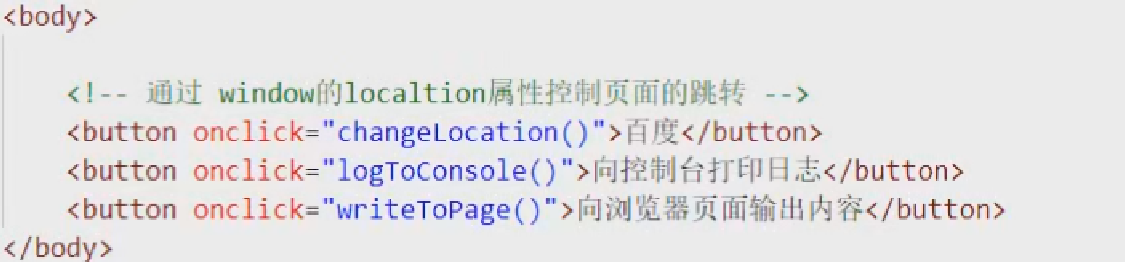 <body>
<!-- 通过 window的localtion属性控制页面的跳转 -->
<button onclick="changeLocation()">百度</button>
<button onclick="logToConsole()">向控制台打印日志</button>
<button onclick="writeToPage()">向浏览器页面输出内容</button>
</body>